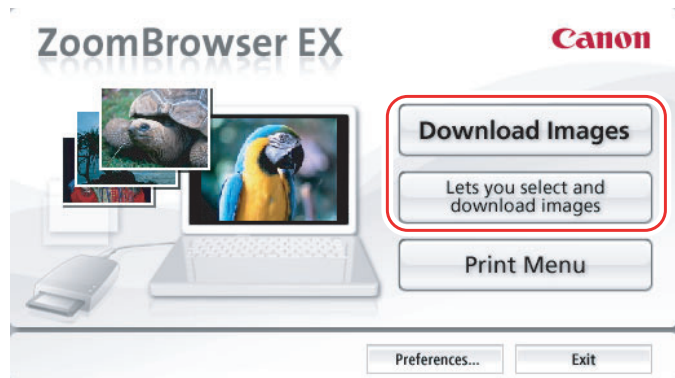 ZoomBrowser EX
Canon
Download Images
Lets you select and
download images
Print Menu
Preferences...
Exit